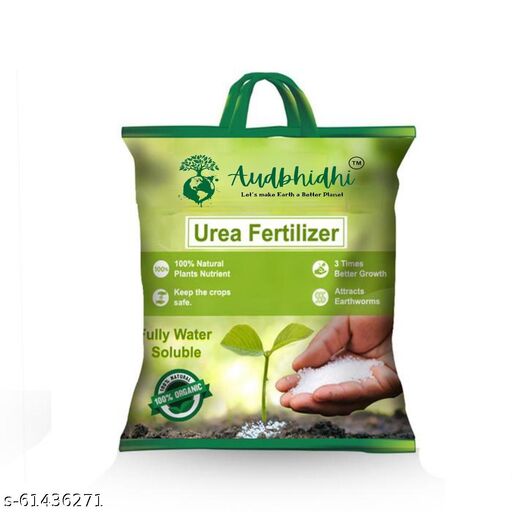 Audbhidhi TM
Let's make Earth a Better Planet
Urea Fertilizer
100%
100% Natural
Plants Nutrient
3 Times
Better Growth
Keep the crops
safe.
Attracts
Earthworms
Fully Water
Soluble
100% NATURAL
100% ORGANIC
s-61436271